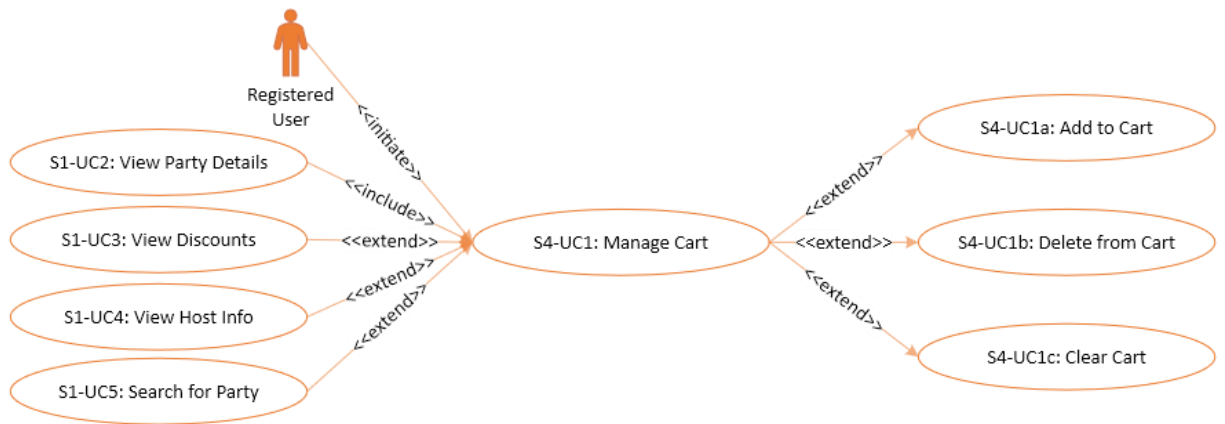 Registered
User
<<initiate>>
S1-UC2: View Party Details
<<include>>
S1-UC3: View Discounts
<<extend>>
S1-UC4: View Host Info
<<extend>>
S1-UC5: Search for Party
<<extend>>
S4-UC1: Manage Cart
<<extend>>
S4-UC1a: Add to Cart
<<extend>>
S4-UC1b: Delete from Cart
<<extend>>
S4-UC1c: Clear Cart